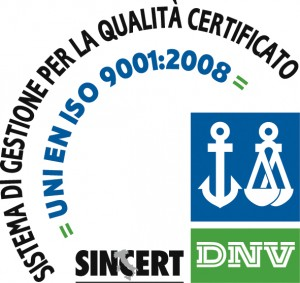 SISTEMA DI GESTIONE PER LA QUALITÀ CERTIFICATO
= UNI EN ISO 9001:2008 =
SINCERT
DNV